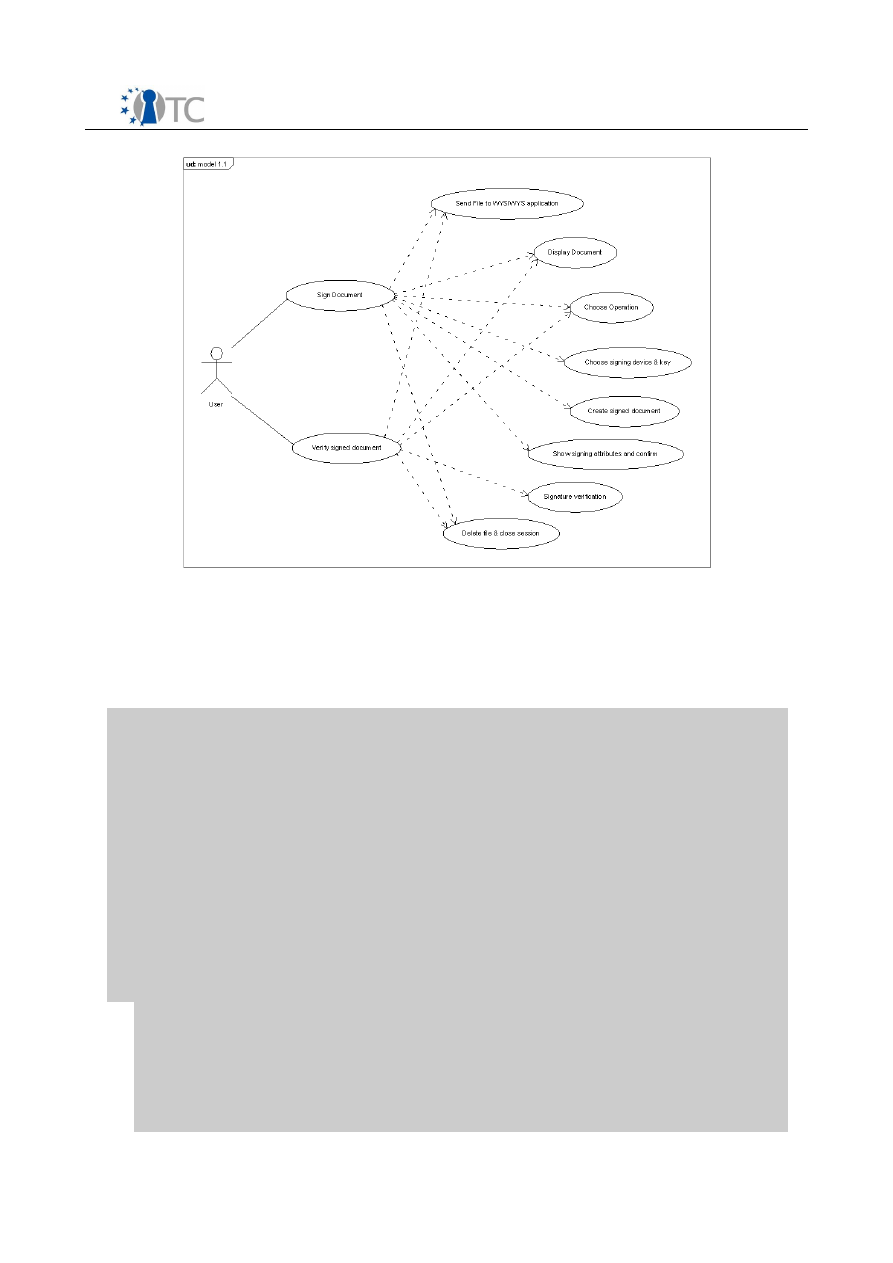 TC
ud: model 1.1
Send File to WYSIWYS application
Display Document
Sign Document
Choose Operation
Choose signing device & key
User
Create signed document
Verify signed document
Show signing attributes and confirm
Signature verification
Delete file & close session